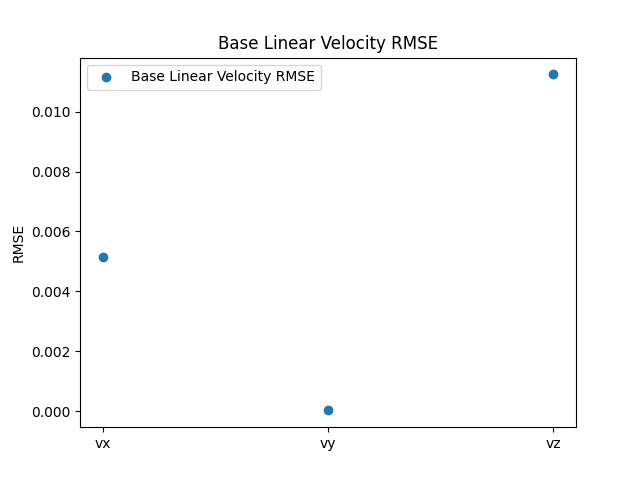 Base Linear Velocity RMSE
Base Linear Velocity RMSE
0.010
0.008
0.006
0.004
0.002
0.000
RMSE
vx
vy
vz